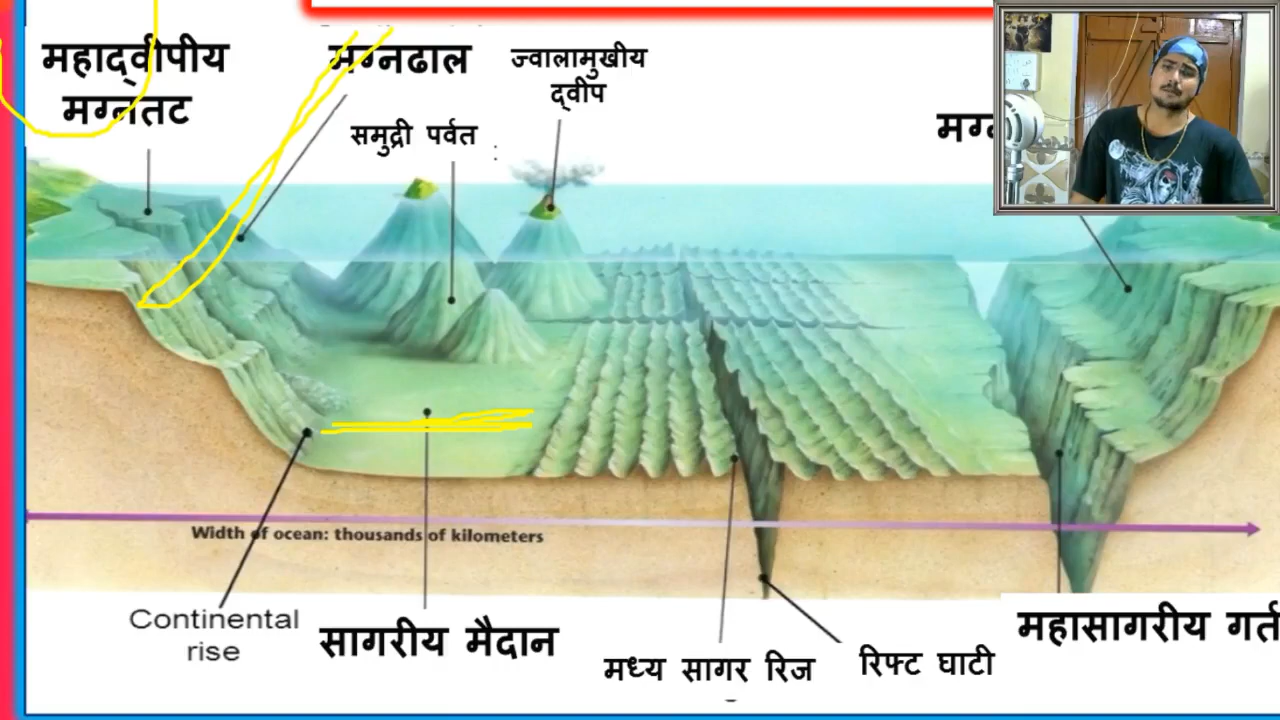 महाद्वीपीय
मग्नतट
मग्नढाल
ज्वालामुखीय
द्वीप
समुद्री पर्वत
Width of ocean: thousands of kilometers
Continental
rise
सागरीय मैदान
मध्य सागर रिज
रिफ्ट घाटी
महासागरीय गर्त